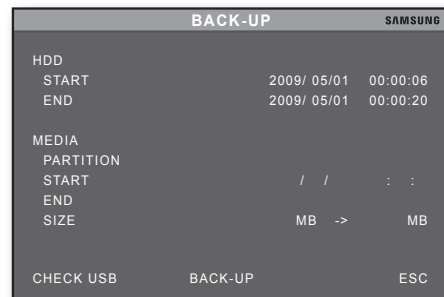 BACK-UP SAMSUNG
HDD
START 2009/ 05/01 00:00:06
END 2009/ 05/01 00:00:20
MEDIA
PARTITION
START / / : :
END
SIZE MB -> MB
CHECK USB BACK-UP ESC